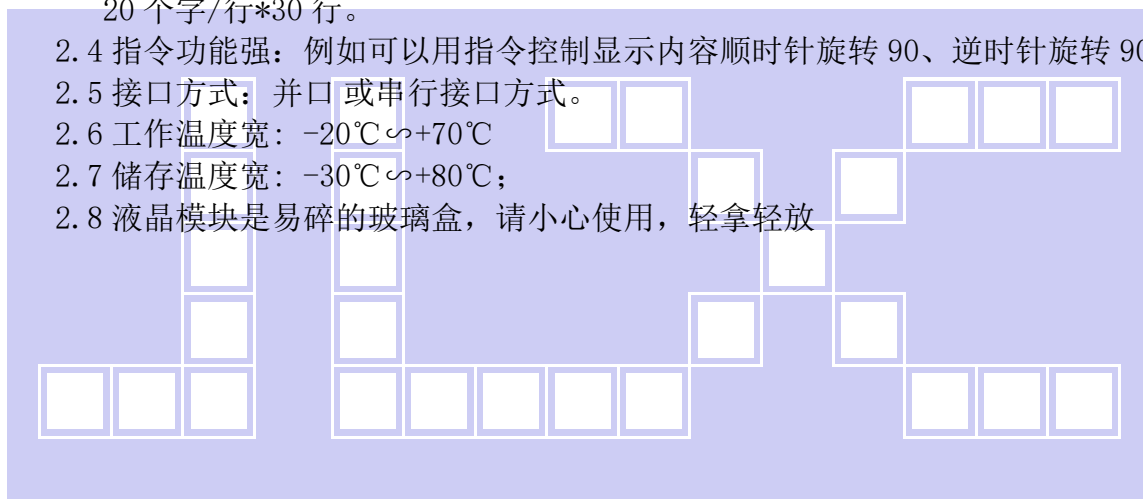 20 个字/行*30 行。
2.4 指令功能强：例如可以用指令控制显示内容顺时针旋转 90、逆时针旋转 90
2.5 接口方式：并口 或串行接口方式。
2.6 工作温度宽: -20℃∽+70℃
2.7 储存温度宽: -30℃∽+80℃;
2.8 液晶模块是易碎的玻璃盒，请小心使用，轻拿轻放
JLX